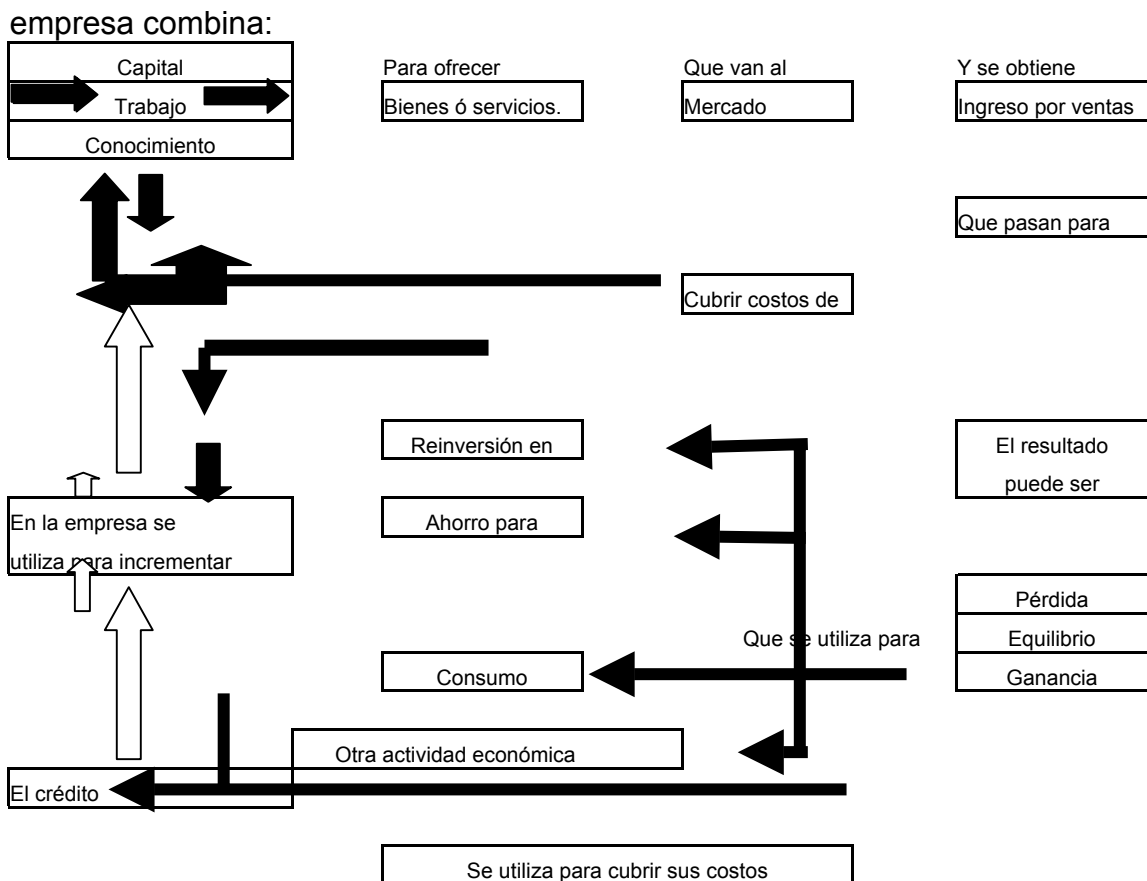 empresa combina:
Capital
Para ofrecer
Que van al
Y se obtiene
Trabajo
Bienes ó servicios.
Mercado
Ingreso por ventas
Conocimiento
Que pasan para
Cubrir costos de
Reinversión en
El resultado
puede ser
En la empresa se
utiliza para incrementar
Ahorro para
Pérdida
Que se utiliza para
Equilibrio
Consumo
Ganancia
Otra actividad económica
El crédito
Se utiliza para cubrir sus costos